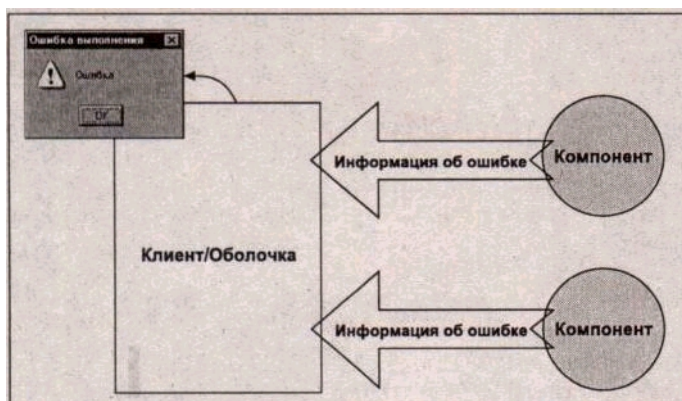 Ошибка выполнения
Ошибка
OK
Информация об ошибке
Компонент
Клиент/Оболочка
Информация об ошибке
Компонент